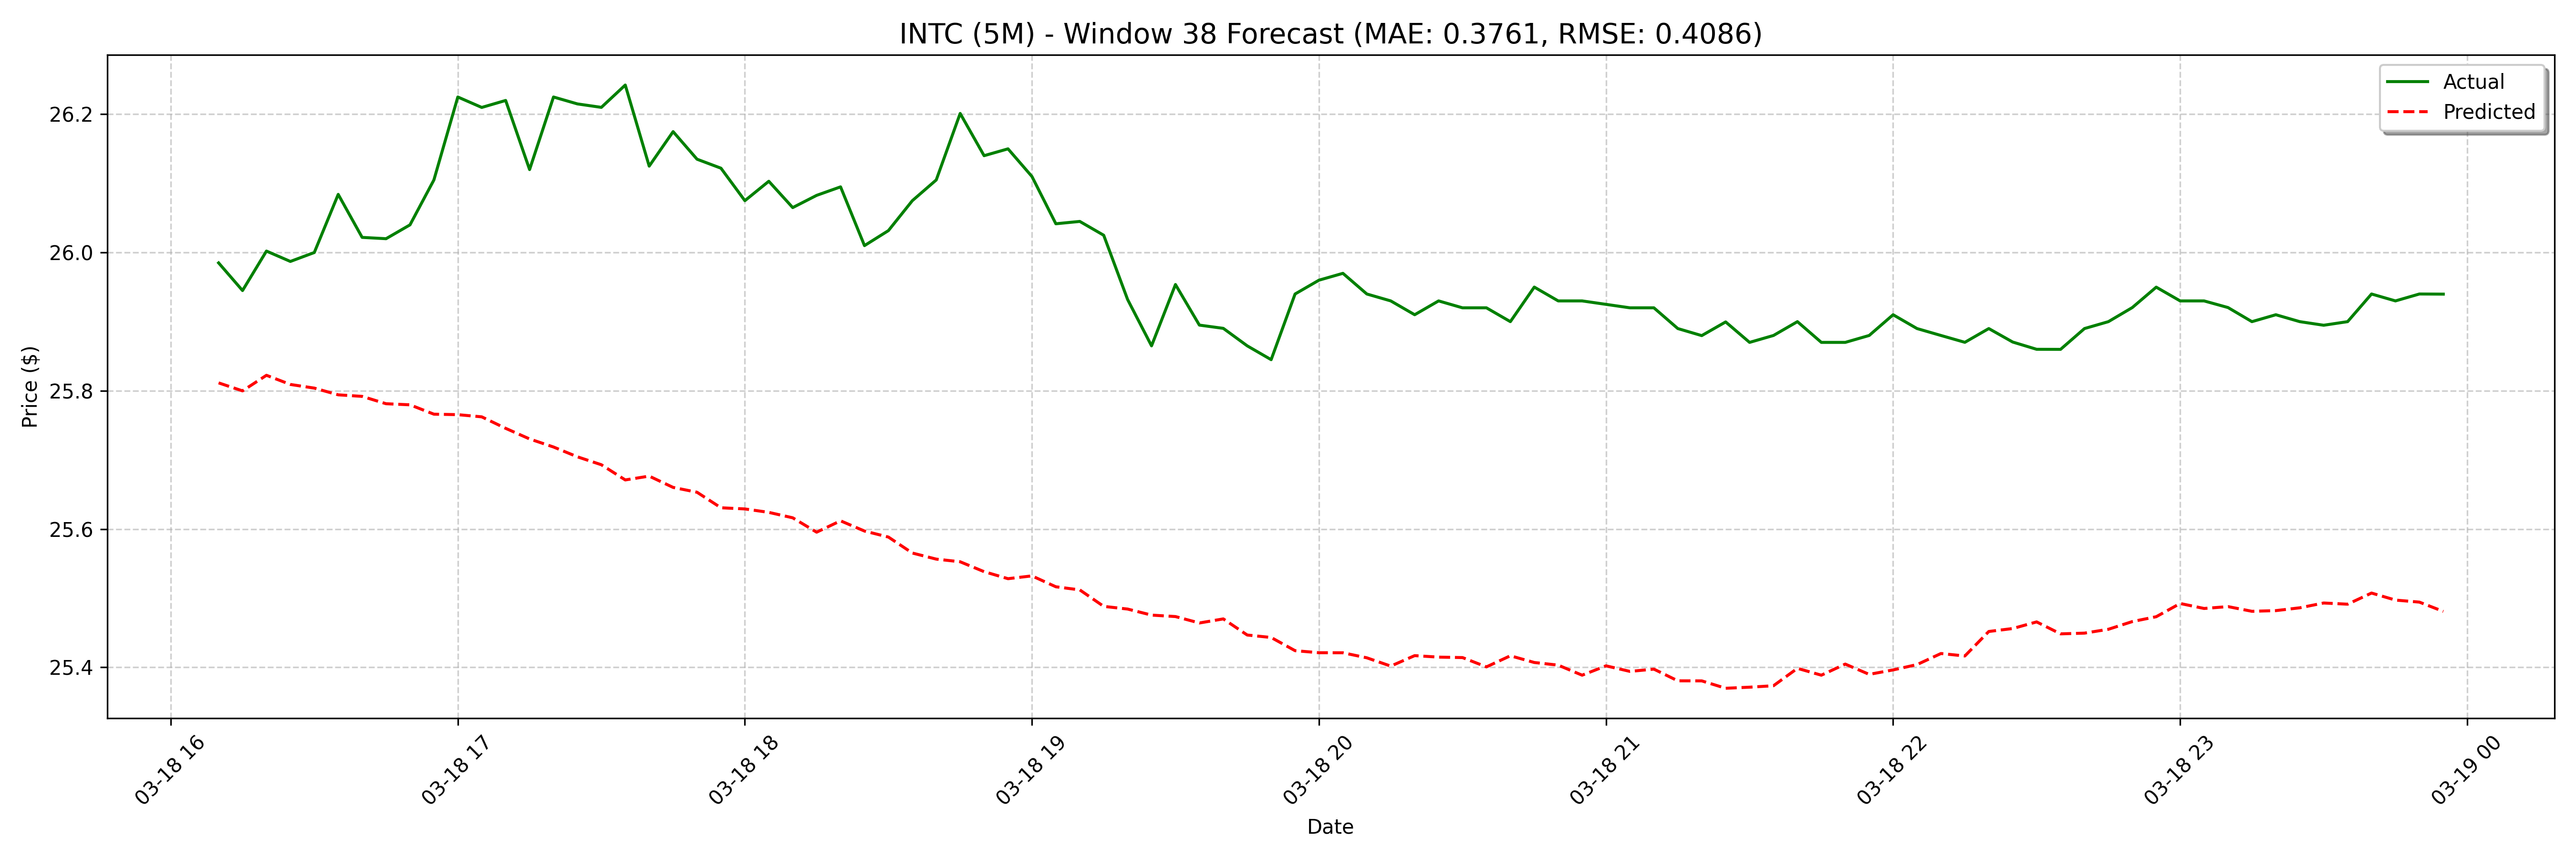 INTC (5M) - Window 38 Forecast (MAE: 0.3761, RMSE: 0.4086)
Actual
Predicted
Price ($)
26.2
26.0
25.8
25.6
25.4
03-18 16
03-18 17
03-18 18
03-18 19
03-18 20
03-18 21
03-18 22
03-18 23
03-19 00
Date